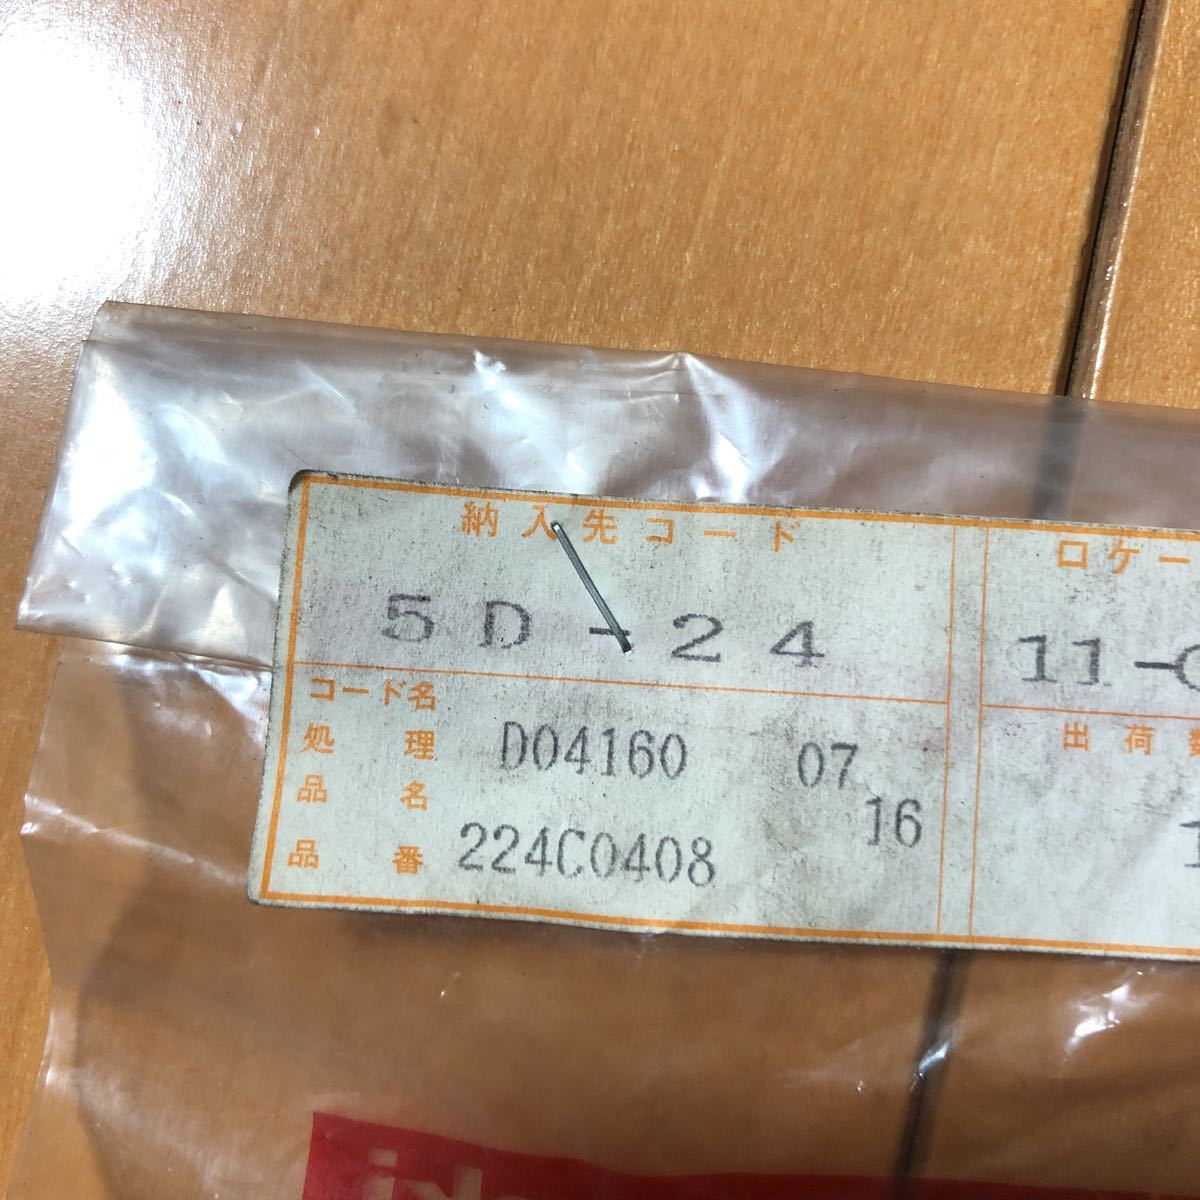 納入先コード
ロケー
5D-24
11-
コード名
出荷
処理
D04160 07
品名
16
品番
224C0408